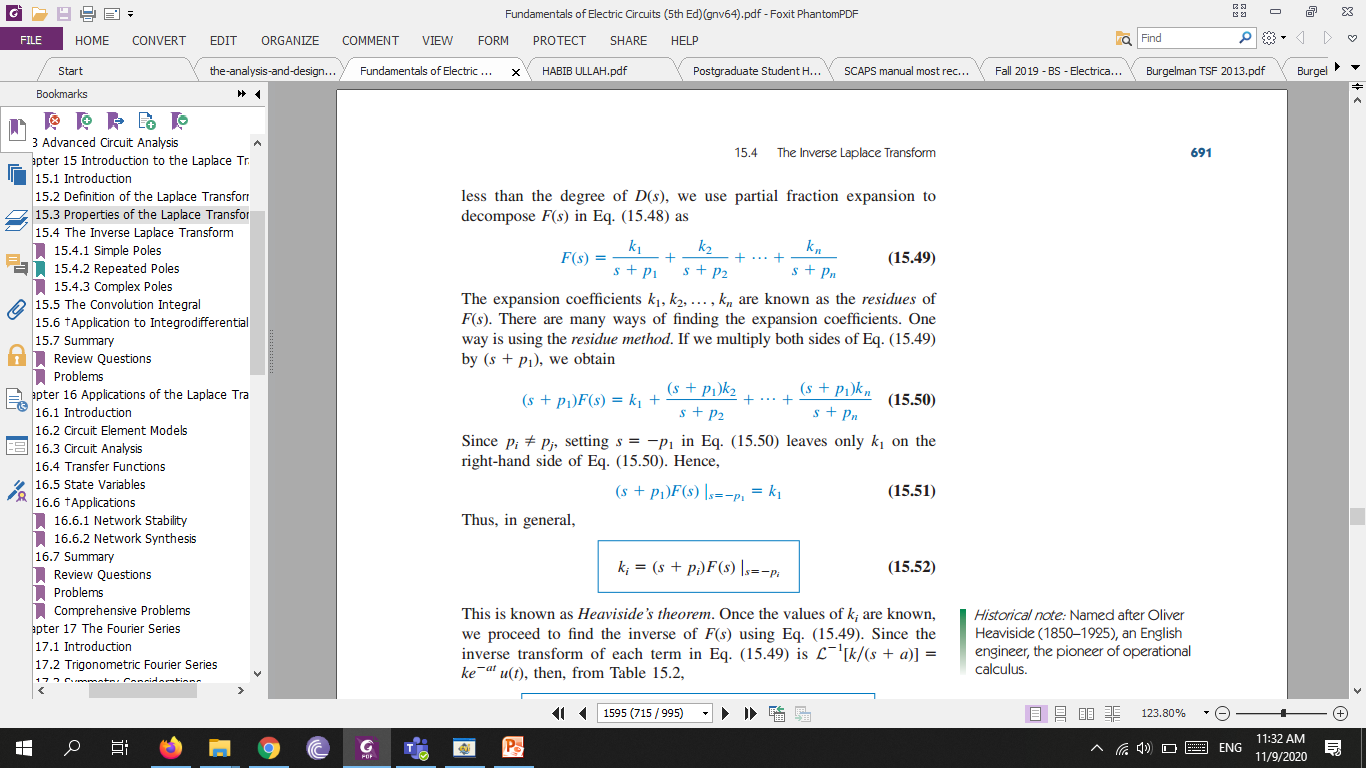 Fundamentals of Electric Circuits (5th Ed)(gnv64).pdf - Foxit PhantomPDF
FILE HOME CONVERT EDIT ORGANIZE COMMENT VIEW FORM PROTECT SHARE HELP
Find
Start the-analysis-and-design... Fundamentals of Electric ... HABIB ULLAH.pdf Postgraduate Student H... SCAPS manual most rec... Fall 2019 - BS - Electrica... Burgelman TSF 2013.pdf Burgel
Bookmarks
3 Advanced Circuit Analysis
apter 15 Introduction to the Laplace Tr
15.1 Introduction
15.2 Definition of the Laplace Transfor
15.3 Properties of the Laplace Transfo
15.4 The Inverse Laplace Transform
15.4.1 Simple Poles
15.4.2 Repeated Poles
15.4.3 Complex Poles
15.5 The Convolution Integral
15.6 †Application to Integrodifferential
15.7 Summary
Review Questions
Problems
apter 16 Applications of the Laplace Tra
16.1 Introduction
16.2 Circuit Element Models
16.3 Circuit Analysis
16.4 Transfer Functions
16.5 State Variables
16.6 †Applications
16.6.1 Network Stability
16.6.2 Network Synthesis
16.7 Summary
Review Questions
Problems
Comprehensive Problems
apter 17 The Fourier Series
17.1 Introduction
17.2 Trigonometric Fourier Series
17.3 Symmetry Considerations
15.4 The Inverse Laplace Transform 691
less than the degree of D(s), we use partial fraction expansion to
decompose F(s) in Eq. (15.48) as
F(s) = k₁/(s + p₁) + k₂/(s + p₂) + ⋯ + kₙ/(s + pₙ) (15.49)
The expansion coefficients k₁, k₂, … , kₙ are known as the residues of
F(s). There are many ways of finding the expansion coefficients. One
way is using the residue method. If we multiply both sides of Eq. (15.49)
by (s + p₁), we obtain
(s + p₁)F(s) = k₁ + (s + p₁)k₂/(s + p₂) + ⋯ + (s + p₁)kₙ/(s + pₙ) (15.50)
Since pᵢ ≠ pⱼ, setting s = −p₁ in Eq. (15.50) leaves only k₁ on the
right-hand side of Eq. (15.50). Hence,
(s + p₁)F(s) |s=−p₁ = k₁ (15.51)
Thus, in general,
kᵢ = (s + pᵢ)F(s) |s=−pᵢ (15.52)
This is known as Heaviside's theorem. Once the values of kᵢ are known,
we proceed to find the inverse of F(s) using Eq. (15.49). Since the
inverse transform of each term in Eq. (15.49) is ℒ⁻¹[k/(s + a)] =
ke⁻ᵃᵗ u(t), then, from Table 15.2,
Historical note: Named after Oliver
Heaviside (1850–1925), an English
engineer, the pioneer of operational
calculus.
1595 (715 / 995)
123.80%
ENG
11:32 AM
11/9/2020